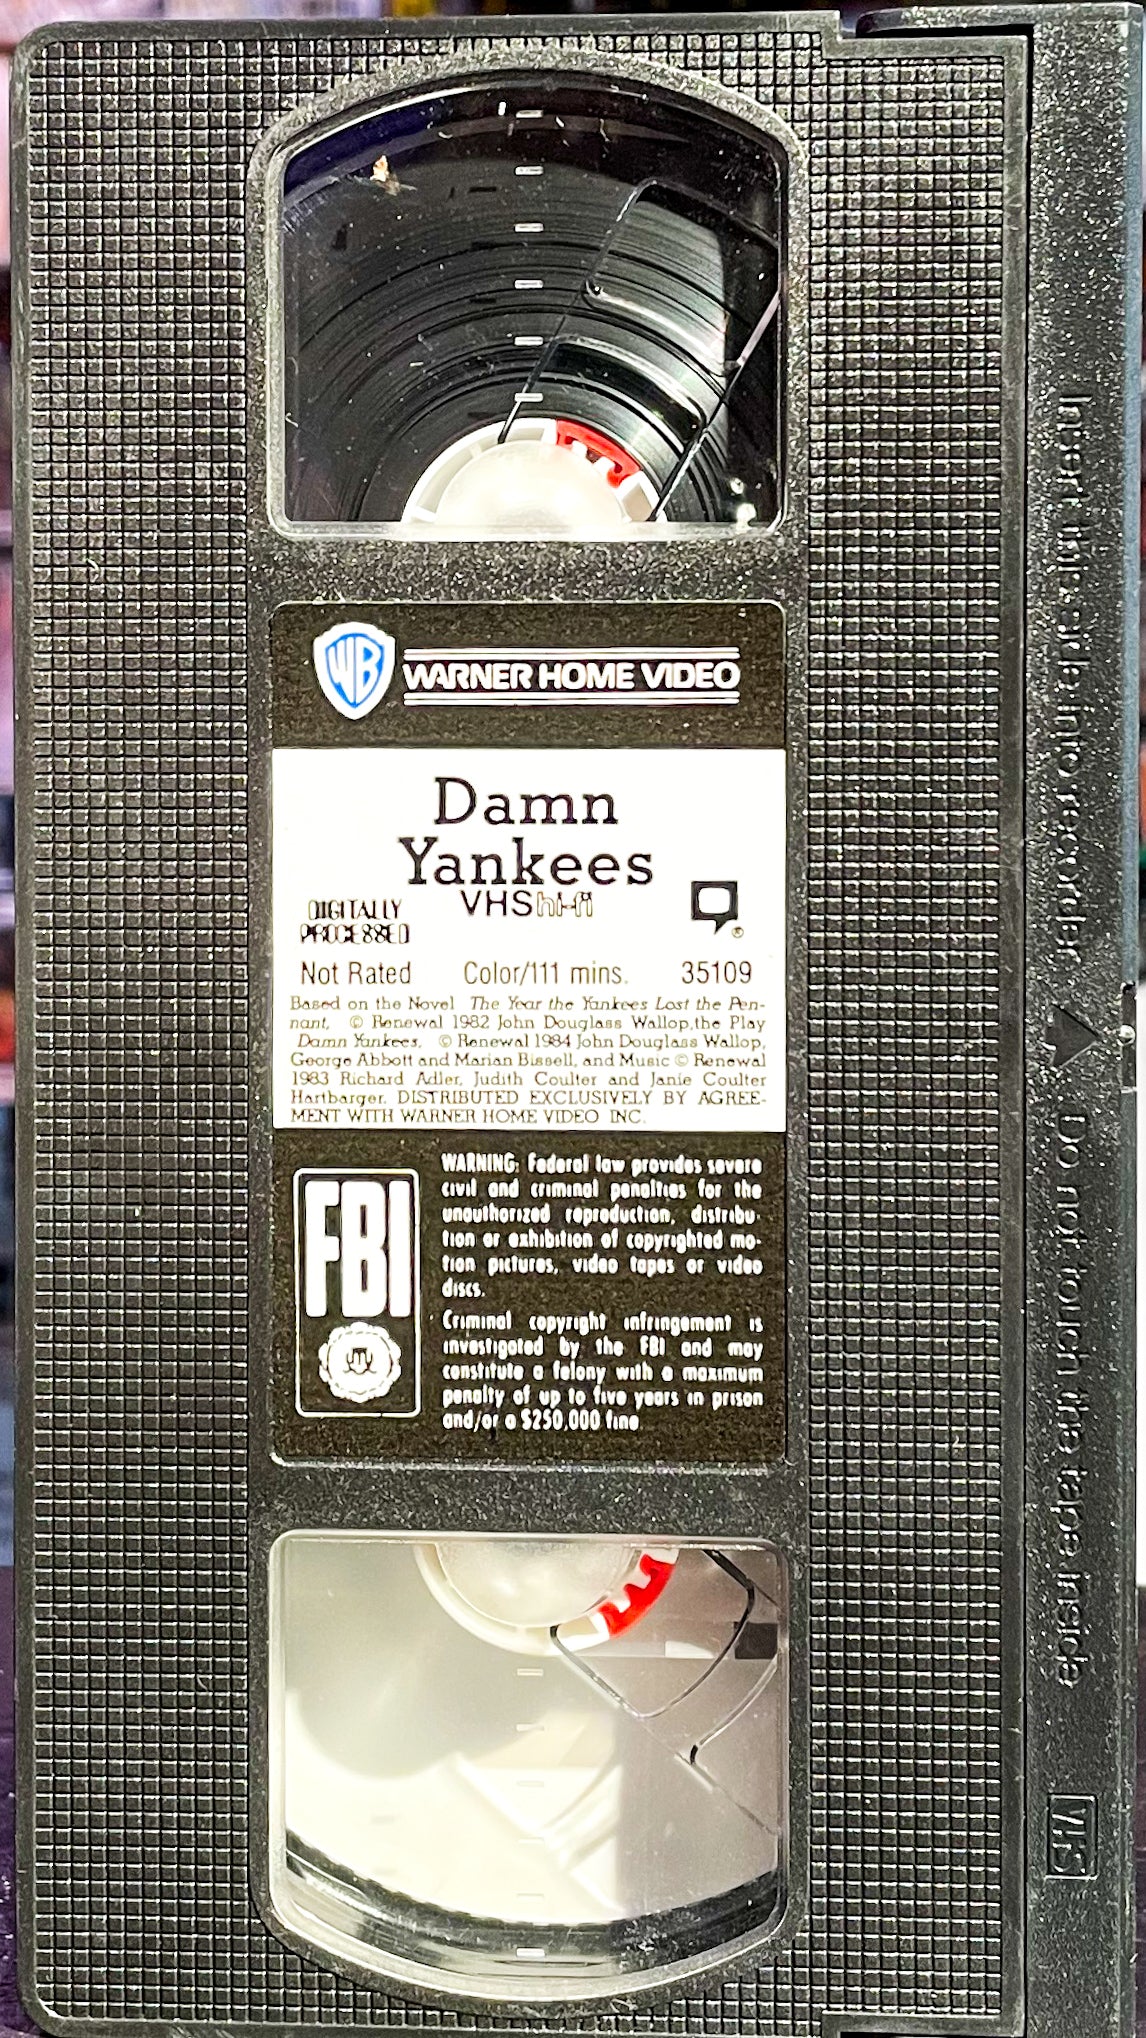 WB WARNER HOME VIDEO
Damn
Yankees
VHS hi-fi
DIGITALLY
PROCESSED
®
Not Rated Color/111 mins. 35109
Based on the Novel The Year the Yankees Lost the Pen-
nant, © Renewal 1982 John Douglass Wallop,the Play
Damn Yankees, © Renewal 1984 John Douglass Wallop,
George Abbott and Marian Bissell, and Music © Renewal
1983 Richard Adler, Judith Coulter and Janie Coulter
Hartbarger. DISTRIBUTED EXCLUSIVELY BY AGREE-
MENT WITH WARNER HOME VIDEO INC.
FBI
WARNING: Federal law provides severe
civil and criminal penalties for the
unauthorized reproduction, distribu-
tion or exhibition of copyrighted mo-
tion pictures, video tapes or video
discs.
Criminal copyright infringement is
investigated by the FBI and may
constitute a felony with a maximum
penalty of up to five years in prison
and/or a $250,000 fine.
Insert this side into recorder ▲ Do not touch the tape inside
VHS